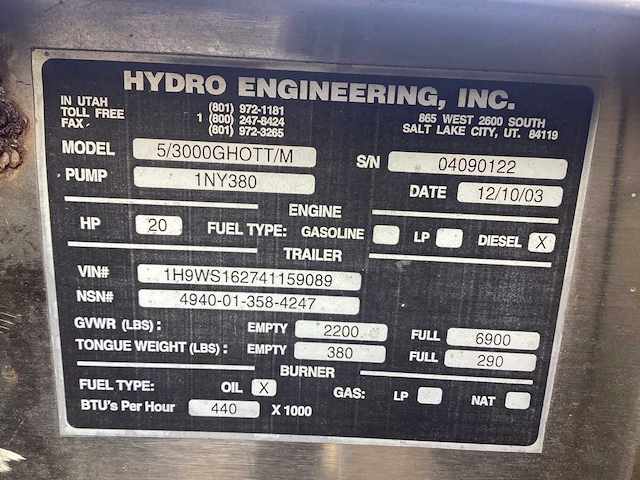 HYDRO ENGINEERING, INC.
IN UTAH (801) 972-1181
TOLL FREE 1 (800) 247-8424 865 WEST 2600 SOUTH
FAX (801) 972-3265 SALT LAKE CITY, UT. 84119
MODEL 5/3000GHOTT/M S/N 04090122
PUMP 1NY380 DATE 12/10/03
ENGINE
HP 20 FUEL TYPE: GASOLINE LP DIESEL X
TRAILER
VIN# 1H9WS162741159089
NSN# 4940-01-358-4247
GVWR (LBS): EMPTY 2200 FULL 6900
TONGUE WEIGHT (LBS): EMPTY 380 FULL 290
BURNER
FUEL TYPE: OIL X GAS: LP NAT
BTU's Per Hour 440 X 1000